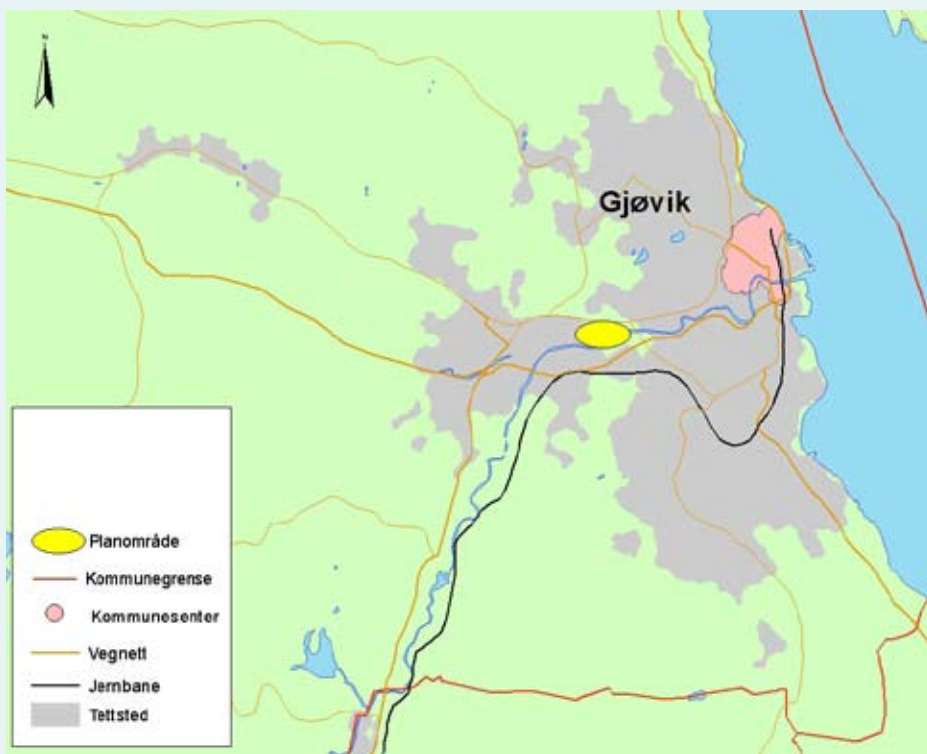 N
Gjøvik
Planområde
Kommunegrense
Kommunesenter
Vegnett
Jernbane
Tettsted